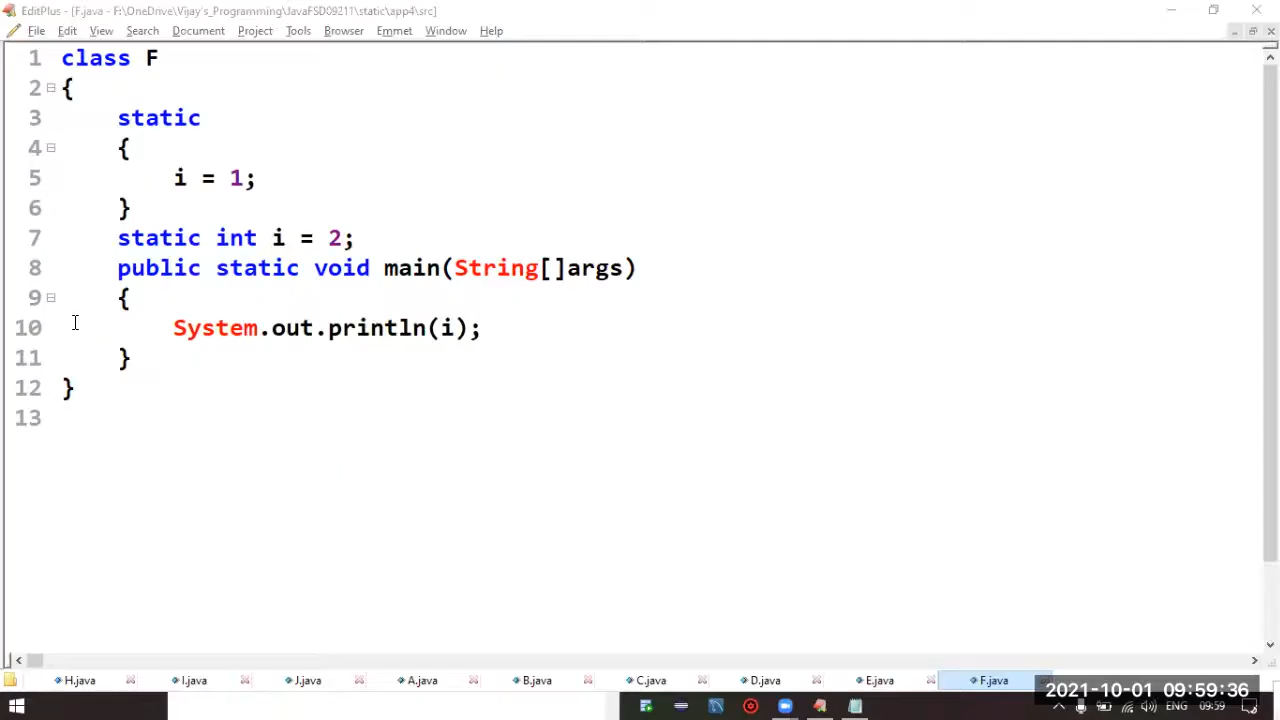 EditPlus - [F.java - F:\OneDrive\Vijay's_Programming\JavaFSD09211\static\app4\src]
File Edit View Search Document Project Tools Browser Emmet Window Help
1 class F
2 {
3 static
4 {
5 i = 1;
6 }
7 static int i = 2;
8 public static void main(String[]args)
9 {
10 System.out.println(i);
11 }
12 }
13
H.java I.java J.java A.java B.java C.java D.java E.java F.java
2021-10-01 09:59:36
ENG 09:59